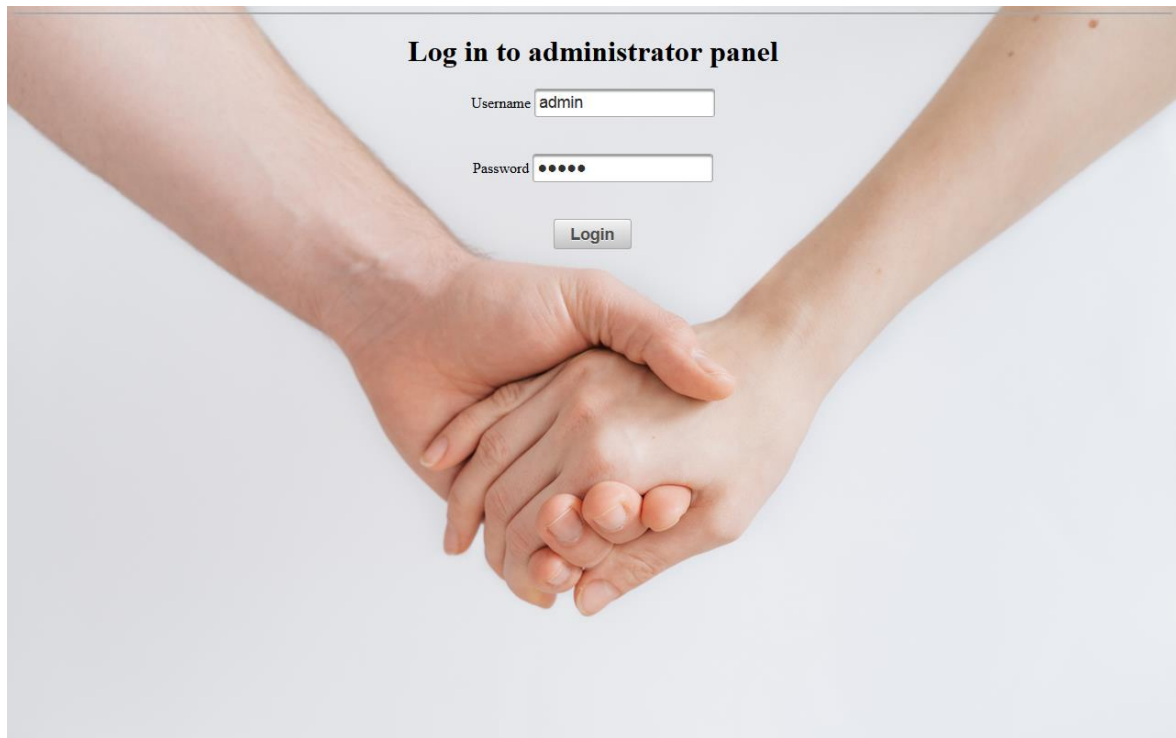 Log in to administrator panel
Username admin
Password •••••
Login